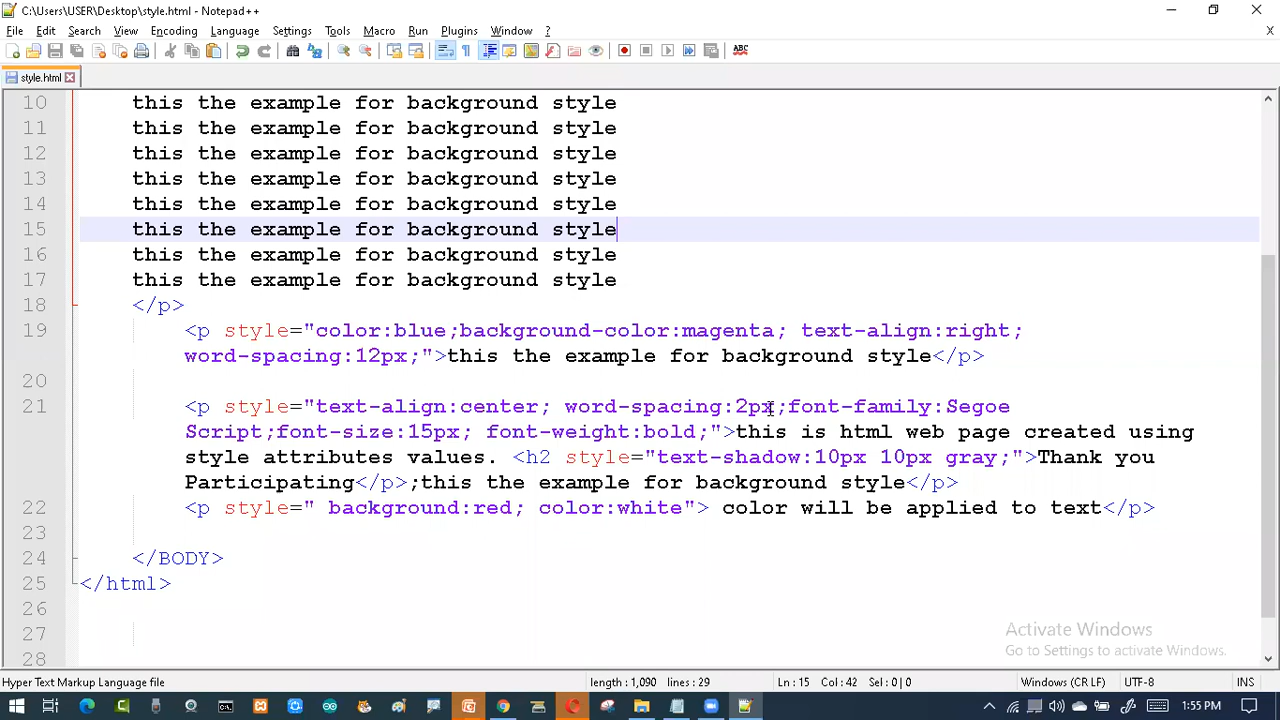 C:\Users\USER\Desktop\style.html - Notepad++
File Edit Search View Encoding Language Settings Tools Macro Run Plugins Window ?
X
ABC
style.html
10 this the example for background style
11 this the example for background style
12 this the example for background style
13 this the example for background style
14 this the example for background style
15 this the example for background style
16 this the example for background style
17 this the example for background style
18 </p>
19 <p style="color:blue;background-color:magenta; text-align:right;
word-spacing:12px;">this the example for background style</p>
20
21 <p style="text-align:center; word-spacing:2px;font-family:Segoe
Script;font-size:15px; font-weight:bold;">this is html web page created using
style attributes values. <h2 style="text-shadow:10px 10px gray;">Thank you
Participating</p>;this the example for background style</p>
22 <p style=" background:red; color:white"> color will be applied to text</p>
23
24 </BODY>
25 </html>
26
27
28
Activate Windows
Go to Settings to activate Windows.
Hyper Text Markup Language file length : 1,090 lines : 29 Ln : 15 Col : 42 Sel : 0 | 0 Windows (CR LF) UTF-8 INS
1:55 PM